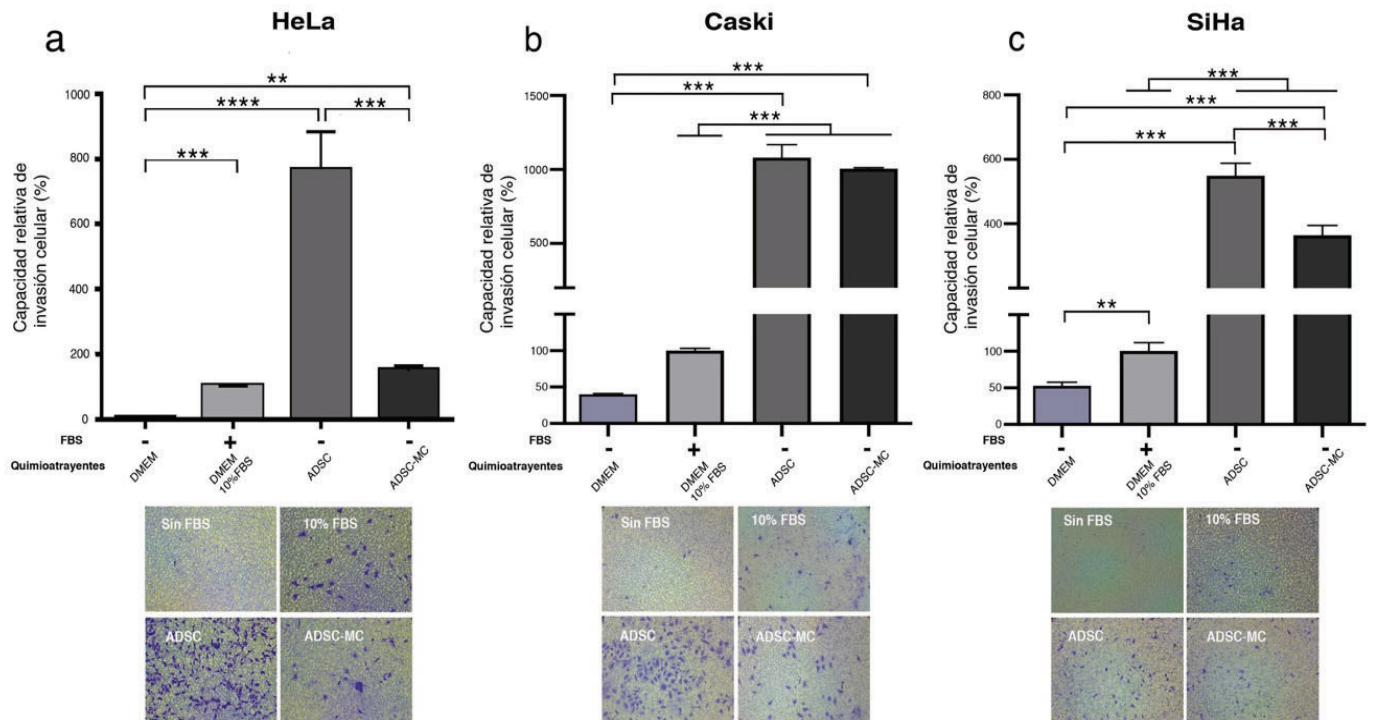 HeLa
a
**
****
***
***
1000
800
600
400
200
0
Capacidad relativa de
invasión celular (%)
FBS
- + - -
Quimioatrayentes
DMEM
DMEM
10%FBS
ADSC
ADSC-MC
Sin FBS
10% FBS
ADSC
ADSC-MC
Caski
b
***
***
***
1500
1000
500
100
50
0
Capacidad relativa de
invasión celular (%)
FBS
- + - -
Quimioatrayentes
DMEM
DMEM
10% FBS
ADSC
ADSC-MC
Sin FBS
10% FBS
ADSC
ADSC-MC
SiHa
c
***
***
***
***
**
800
600
400
100
50
0
Capacidad relativa de
invasión celular (%)
FBS
- + - -
Quimioatrayentes
DMEM
DMEM
10% FBS
ADSC
ADSC-MC
Sin FBS
10% FBS
ADSC
ADSC-MC